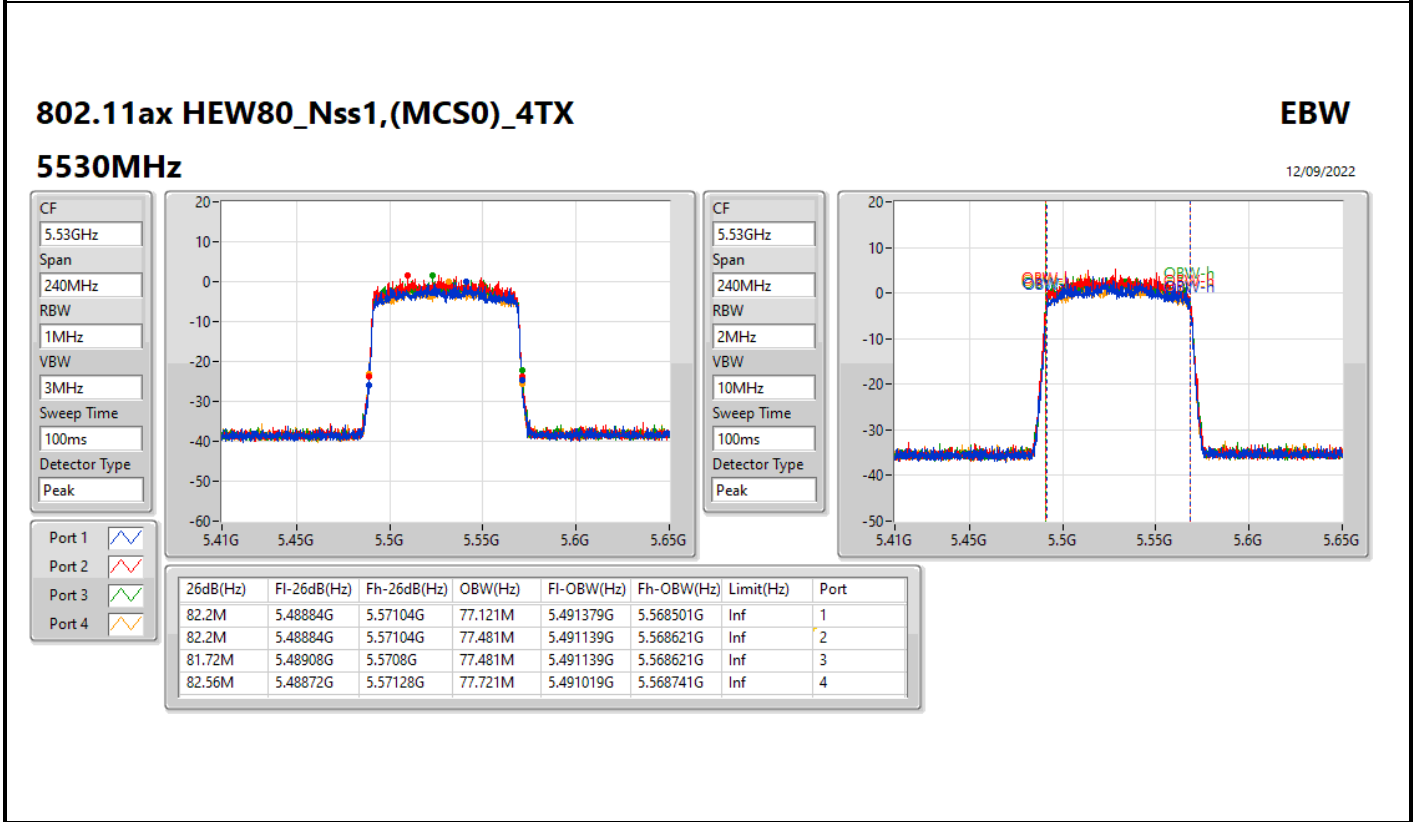 802.11ax HEW80_Nss1,(MCS0)_4TX
EBW
5530MHz
12/09/2022
CF
5.53GHz
Span
240MHz
RBW
1MHz
VBW
3MHz
Sweep Time
100ms
Detector Type
Peak
20
10
0
-10
-20
-30
-40
-50
-60
5.41G 5.45G 5.5G 5.55G 5.6G 5.65G
CF
5.53GHz
Span
240MHz
RBW
2MHz
VBW
10MHz
Sweep Time
100ms
Detector Type
Peak
20
10
0
-10
-20
-30
-40
-50
OBW-h
OBW-h
5.41G 5.45G 5.5G 5.55G 5.6G 5.65G
Port 1
Port 2
Port 3
Port 4
26dB(Hz) Fl-26dB(Hz) Fh-26dB(Hz) OBW(Hz) Fl-OBW(Hz) Fh-OBW(Hz) Limit(Hz) Port
82.2M 5.48884G 5.57104G 77.121M 5.491379G 5.568501G Inf 1
82.2M 5.48884G 5.57104G 77.481M 5.491139G 5.568621G Inf 2
81.72M 5.48908G 5.5708G 77.481M 5.491139G 5.568621G Inf 3
82.56M 5.48872G 5.57128G 77.721M 5.491019G 5.568741G Inf 4